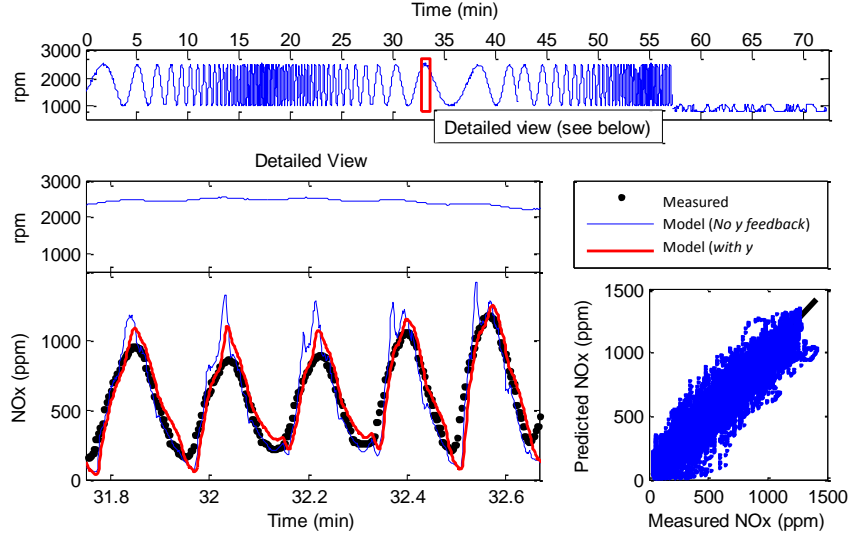 Time (min)
0 5 10 15 20 25 30 35 40 45 50 55 60 65 70
3000
2000
1000
rpm
Detailed view (see below)
Detailed View
3000
2000
1000
rpm
Measured
Model (No y feedback)
Model (with y
1000
500
0
NOx (ppm)
31.8 32 32.2 32.4 32.6
Time (min)
1500
1000
500
0
Predicted NOx (ppm)
0 500 1000 1500
Measured NOx (ppm)